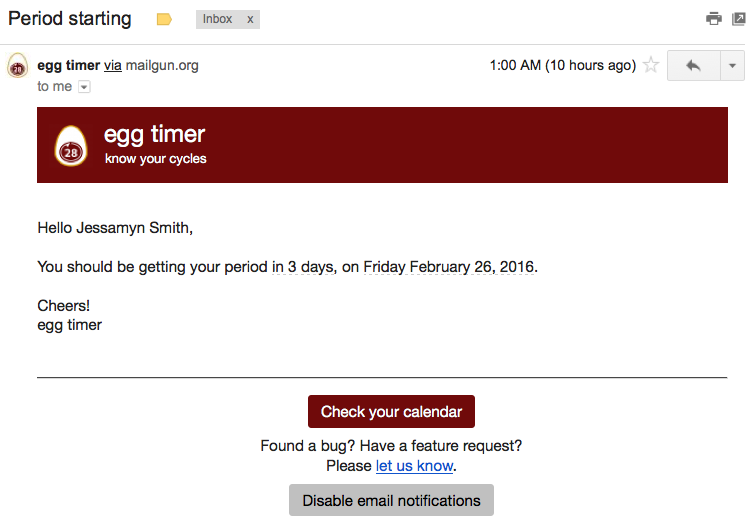 Period starting
Inbox x
egg timer via mailgun.org
1:00 AM (10 hours ago)
to me
28
egg timer
28
know your cycles
Hello Jessamyn Smith,
You should be getting your period in 3 days, on Friday February 26, 2016.
Cheers!
egg timer
Check your calendar
Found a bug? Have a feature request?
Please let us know.
Disable email notifications